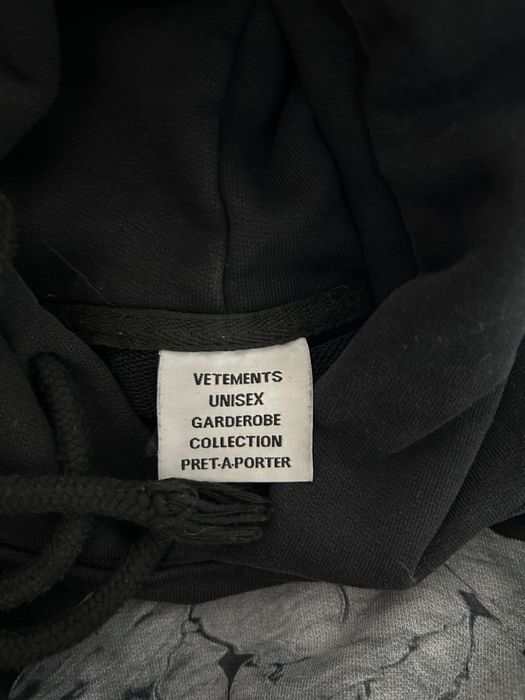 VETEMENTS
UNISEX
GARDEROBE
COLLECTION
PRET-A-PORTER